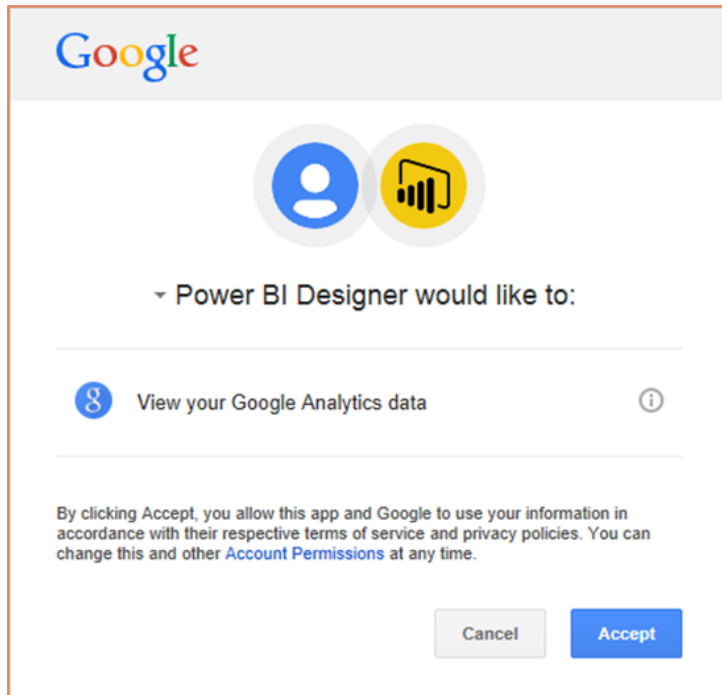 Google
Power BI Designer would like to:
8 View your Google Analytics data
By clicking Accept, you allow this app and Google to use your information in
accordance with their respective terms of service and privacy policies. You can
change this and other Account Permissions at any time.
Cancel Accept